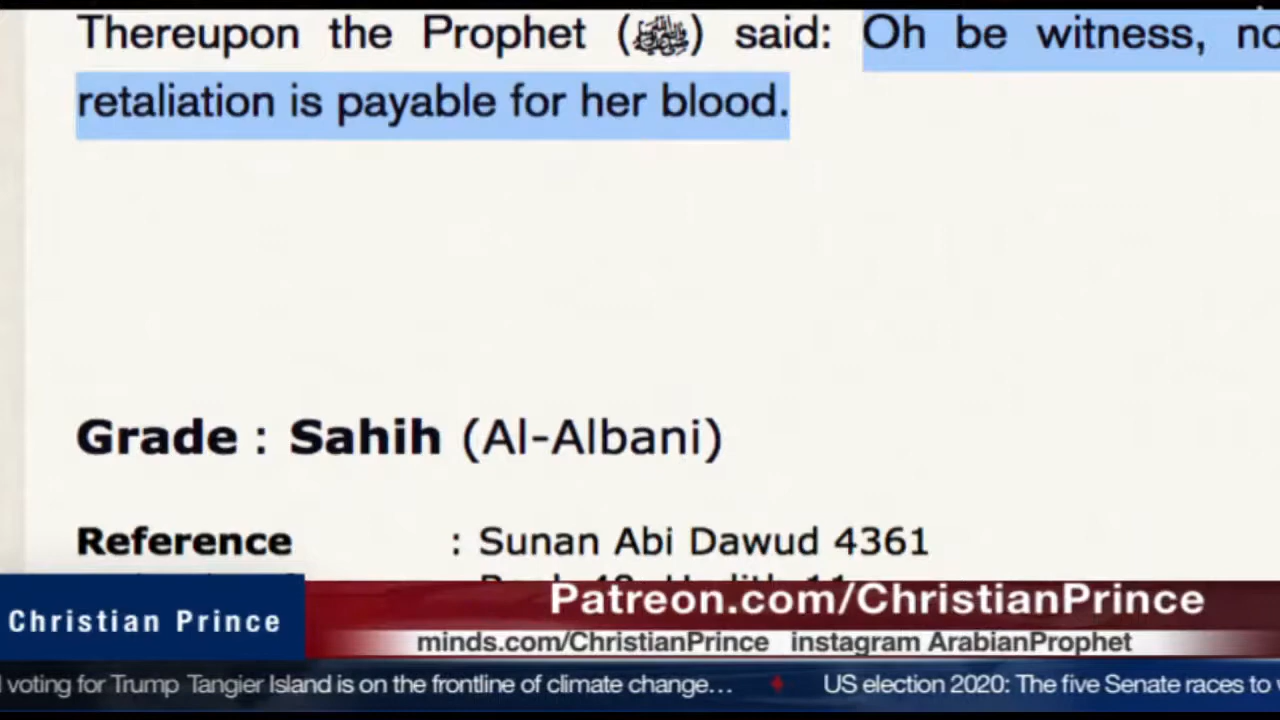 Thereupon the Prophet (ﷺ) said: Oh be witness, no
retaliation is payable for her blood.
Grade : Sahih (Al-Albani)
Reference : Sunan Abi Dawud 4361
Patreon.com/ChristianPrince
Christian Prince
minds.com/ChristianPrince instagram ArabianProphet
voting for Trump Tangier Island is on the frontline of climate change… US election 2020: The five Senate races to